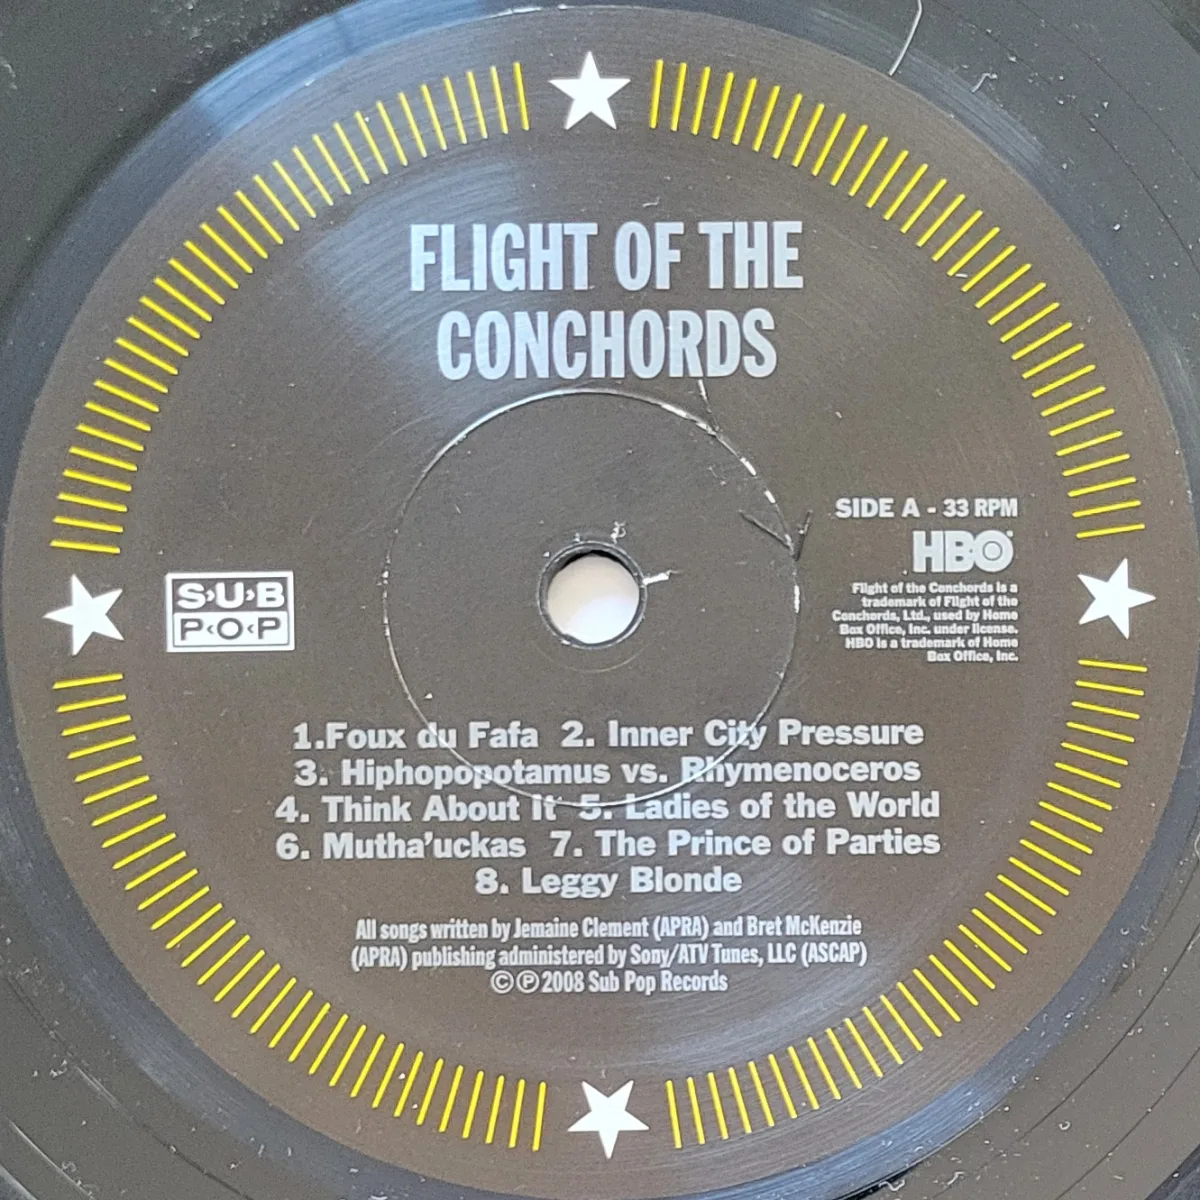 FLIGHT OF THE
CONCHORDS
SIDE A - 33 RPM
HBO®
Flight of the Conchords is a
trademark of Flight of the
Conchords, Ltd., used by Home
Box Office, Inc. under license.
HBO is a trademark of Home
Box Office, Inc.
S›U›B
P‹O‹P
1.Foux du Fafa 2. Inner City Pressure
3. Hiphopopotamus vs. Rhymenoceros
4. Think About it 5. Ladies of the World
6. Mutha'uckas 7. The Prince of Parties
8. Leggy Blonde
All songs written by Jemaine Clement (APRA) and Bret McKenzie
(APRA) publishing administered by Sony/ATV Tunes, LLC (ASCAP)
©℗2008 Sub Pop Records